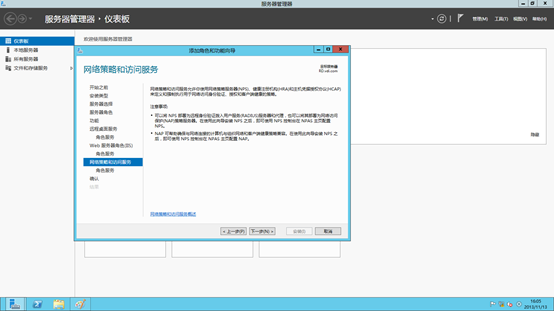 服务器管理器
服务器管理器 · 仪表板
管理(M) 工具(T) 视图(V) 帮助(H)
仪表板
本地服务器
所有服务器
文件和存储服务
欢迎使用服务器管理器
隐藏
添加角色和功能向导
网络策略和访问服务
目标服务器
开始之前
安装类型
服务器选择
服务器角色
功能
远程桌面服务
角色服务
Web 服务器角色(IIS)
角色服务
网络策略和访问服务
角色服务
确认
结果
网络策略和访问服务允许你使用网络策略服务器(NPS)、健康注册机构(HRA)和主机凭据授权协议(HCAP)
来定义和强制执行用于网络访问身份验证、授权和客户端健康的策略。
注意事项:
• 可以将 NPS 部署为远程身份验证拨入用户服务(RADIUS)服务器和代理，也可以将其部署为网络访问
保护(NAP)策略服务器。在使用此向导安装 NPS 之后，即可使用 NPS 控制台在 NPAS 主页配置
NPS。
• NAP 可帮助确保与网络连接的计算机与组织网络和客户端健康策略兼容。在使用此向导安装 NPS 之
后，即可使用 NPS 控制台在 NPAS 主页配置 NAP。
网络策略和访问服务概述
< 上一步(P)
下一步(N) >
安装(I)
取消
16:05
2013/11/13